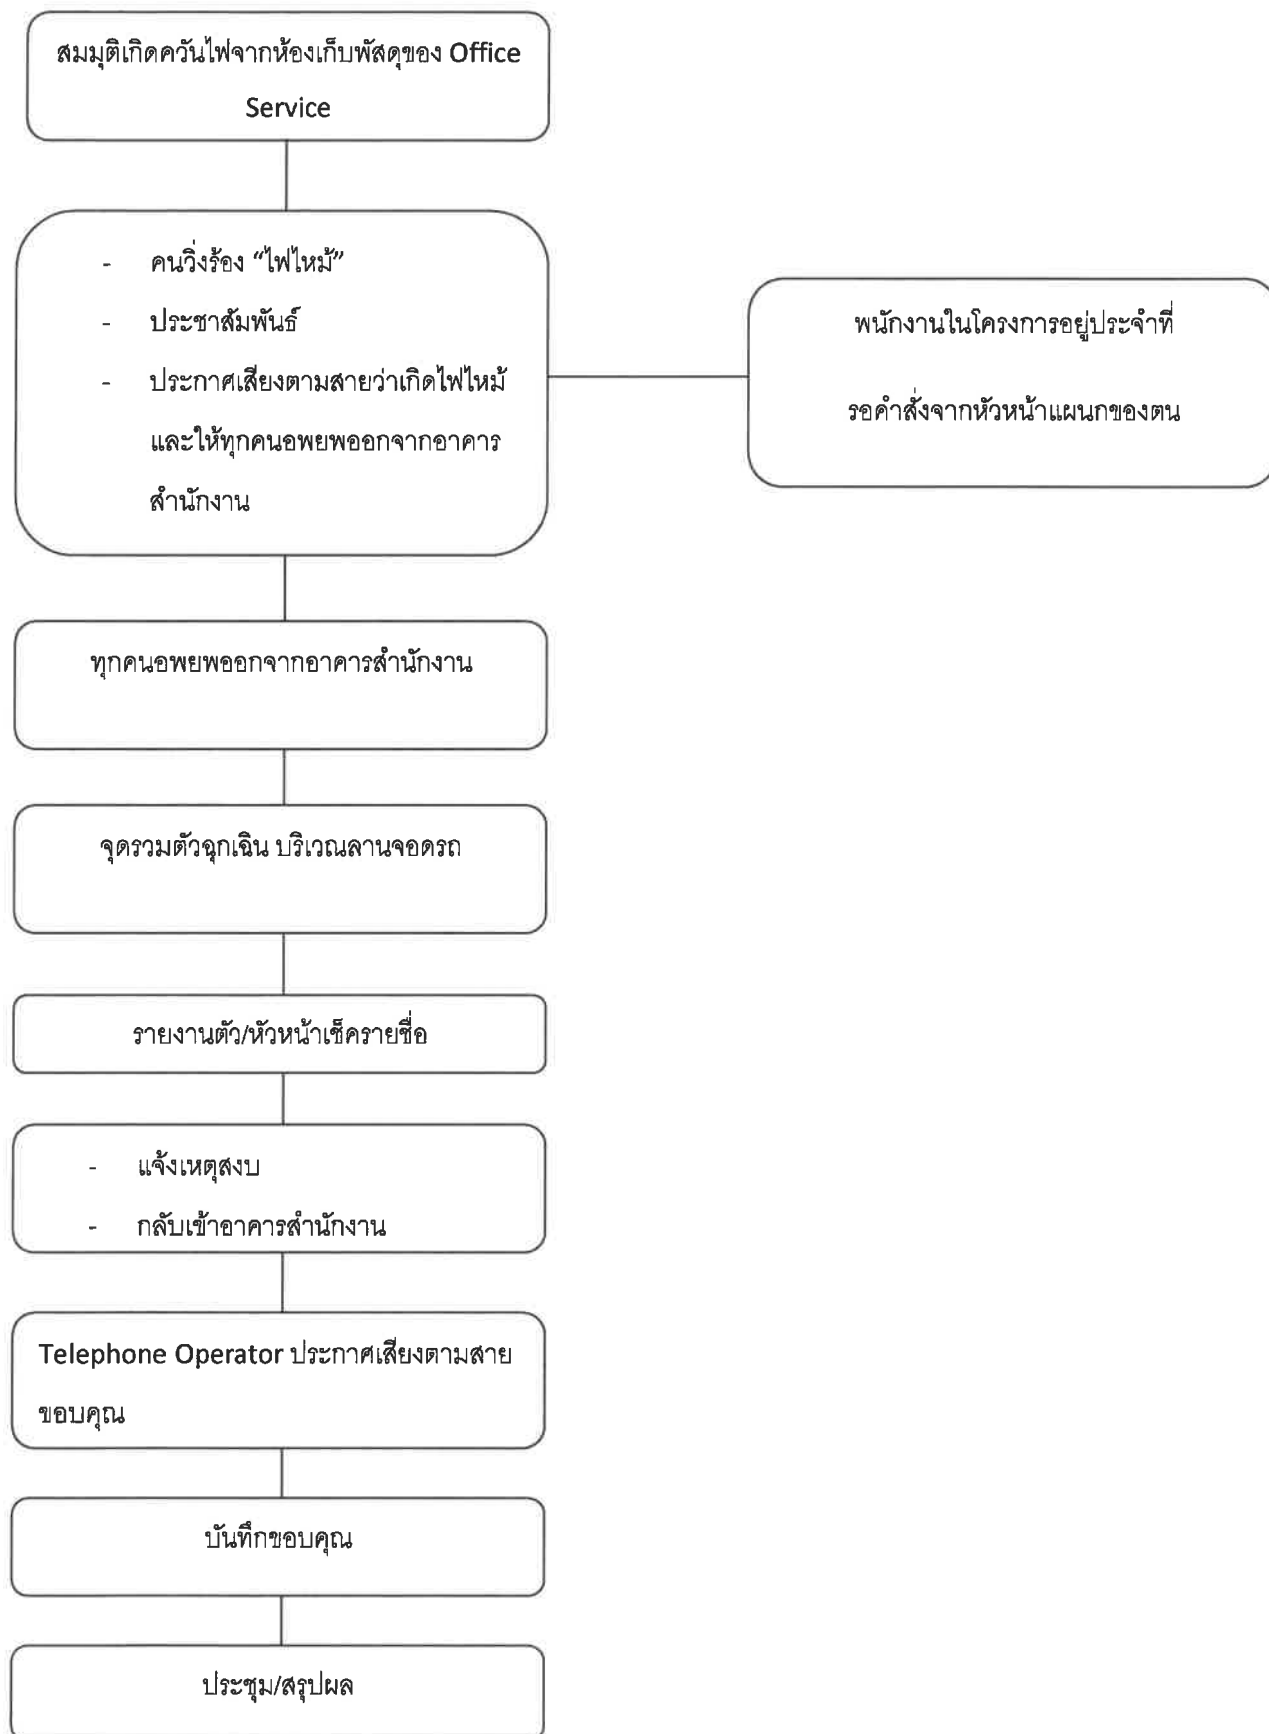 สมมุติเกิดควันไฟจากห้องเก็บพัสดุของ Office
Service
- คนวิ่งร้อง “ไฟไหม้”
- ประชาสัมพันธ์
- ประกาศเสียงตามสายว่าเกิดไฟไหม้
และให้ทุกคนอพยพออกจากอาคาร
สำนักงาน
พนักงานในโครงการอยู่ประจำที่
รอคำสั่งจากหัวหน้าแผนกของตน
ทุกคนอพยพออกจากอาคารสำนักงาน
จุดรวมตัวฉุกเฉิน บริเวณลานจอดรถ
รายงานตัว/หัวหน้าเช็ครายชื่อ
- แจ้งเหตุสงบ
- กลับเข้าอาคารสำนักงาน
Telephone Operator ประกาศเสียงตามสาย
ขอบคุณ
บันทึกขอบคุณ
ประชุม/สรุปผล